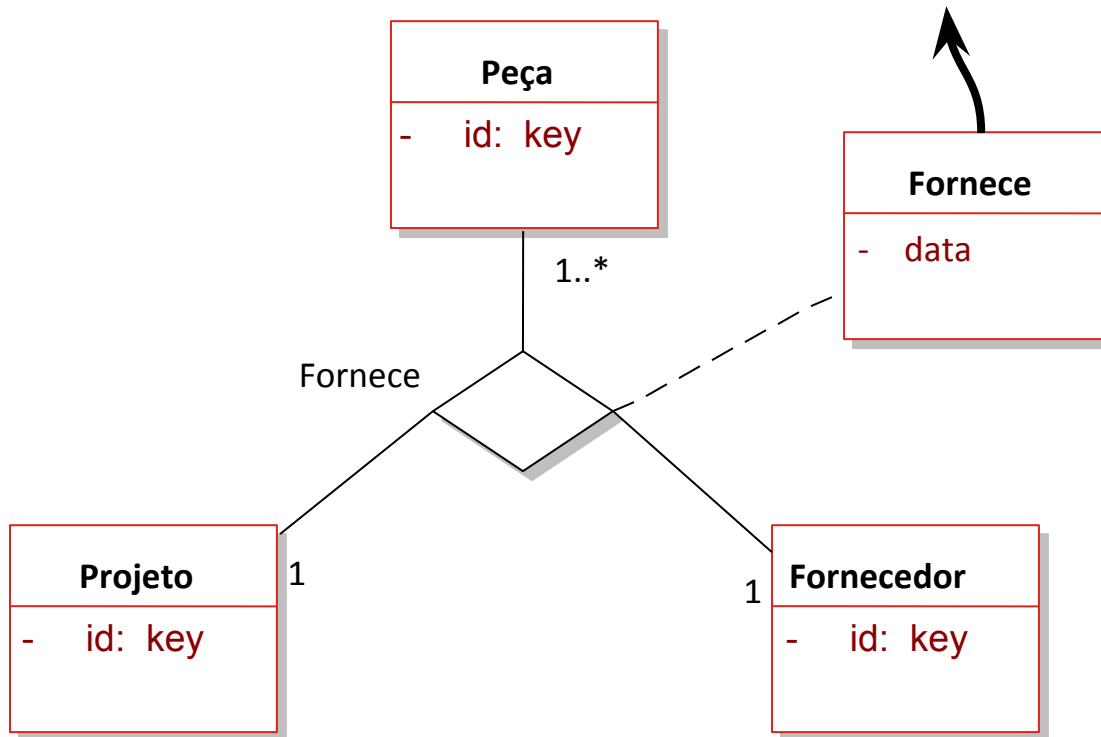 Peça
- id: key
Fornece
- data
1..*
Fornece
Projeto
- id: key
1
1
Fornecedor
- id: key